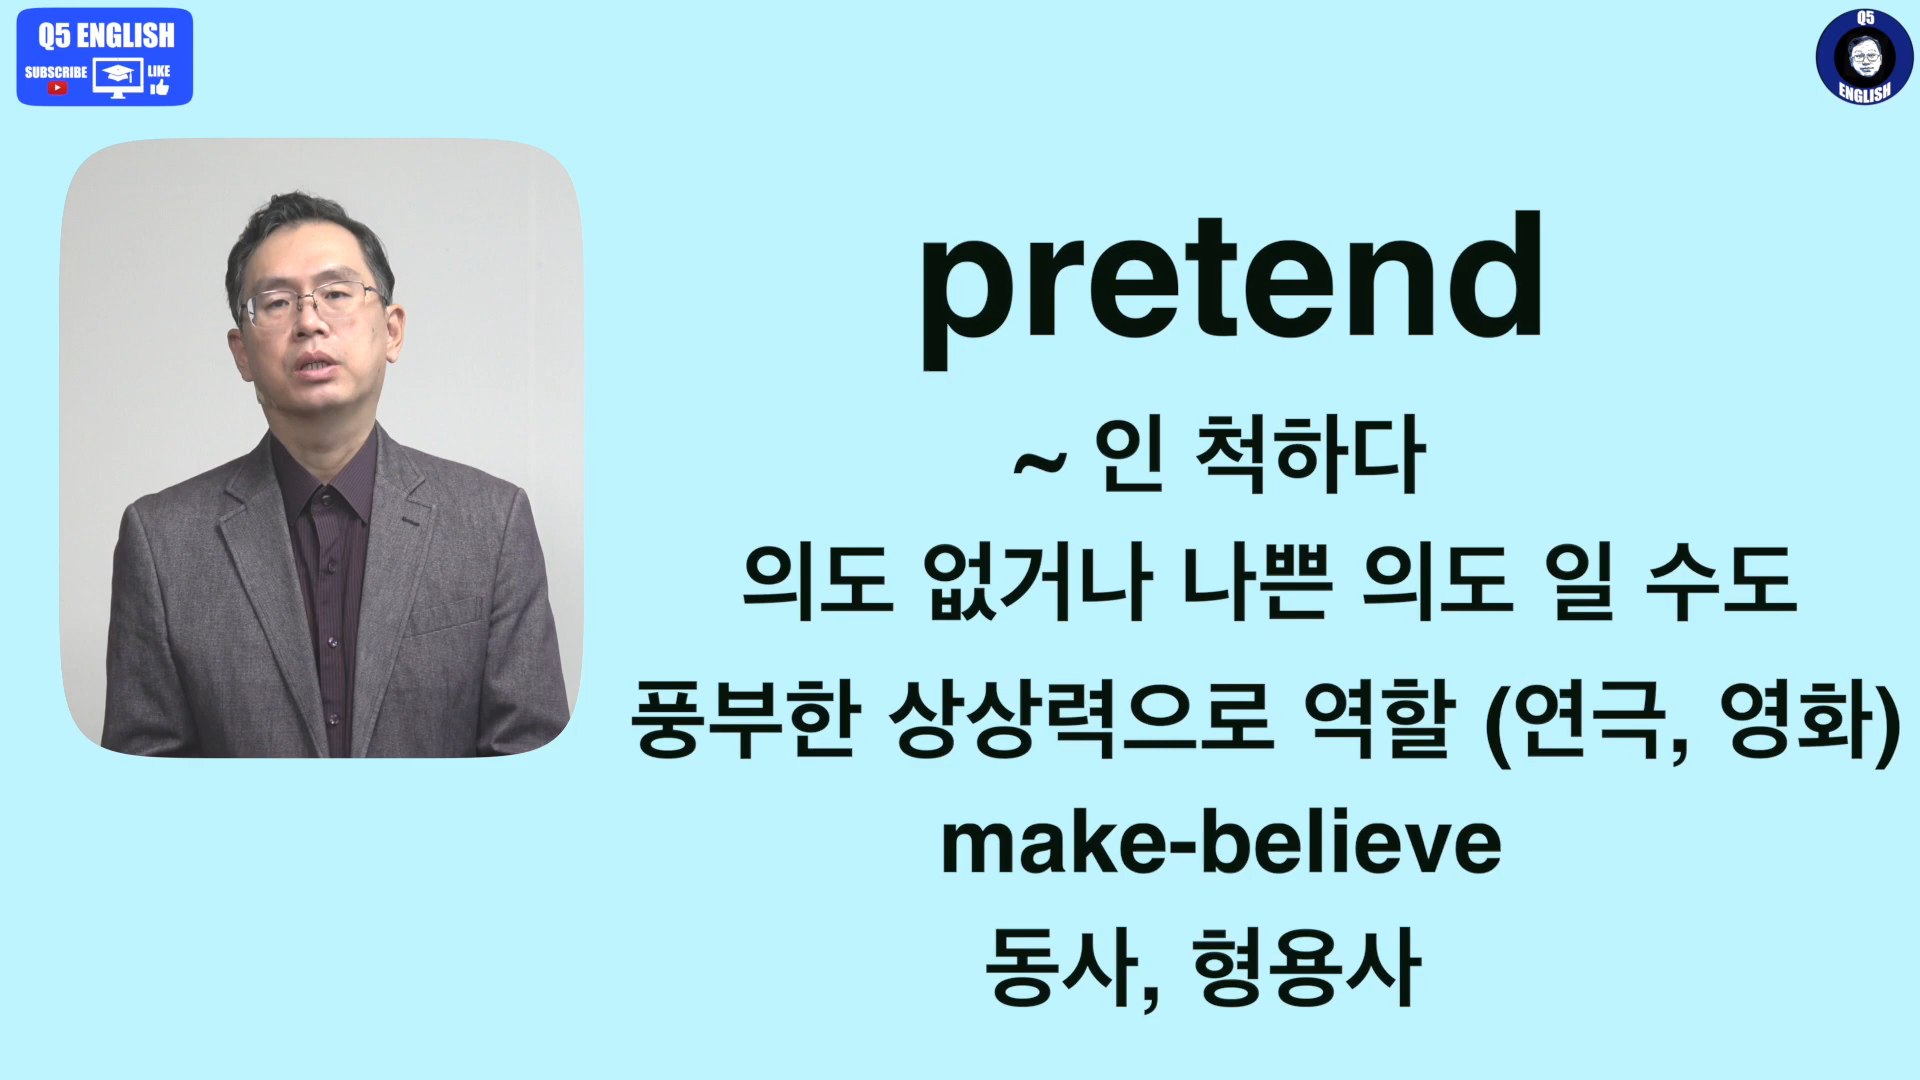 Q5 ENGLISH
SUBSCRIBE
LIKE
Q5
ENGLISH
pretend
~ 인 척하다
의도 없거나 나쁜 의도 일 수도
풍부한 상상력으로 역할 (연극, 영화)
make-believe
동사, 형용사